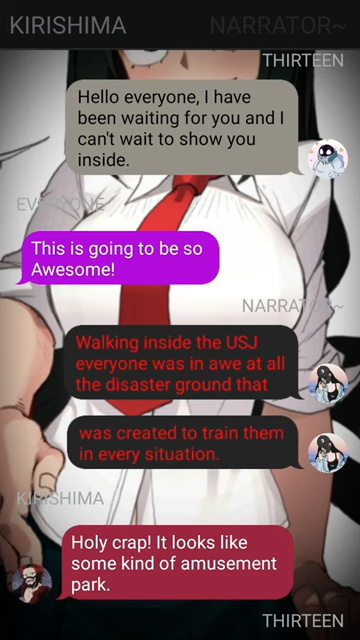 KIRISHIMA NARRATOR~
THIRTEEN
Hello everyone, I have
been waiting for you and I
can't wait to show you
inside.
EVERYONE
This is going to be so
Awesome!
NARRATOR~
Walking inside the USJ
everyone was in awe at all
the disaster ground that
was created to train them
in every situation.
KIRISHIMA
Holy crap! It looks like
some kind of amusement
park.
THIRTEEN